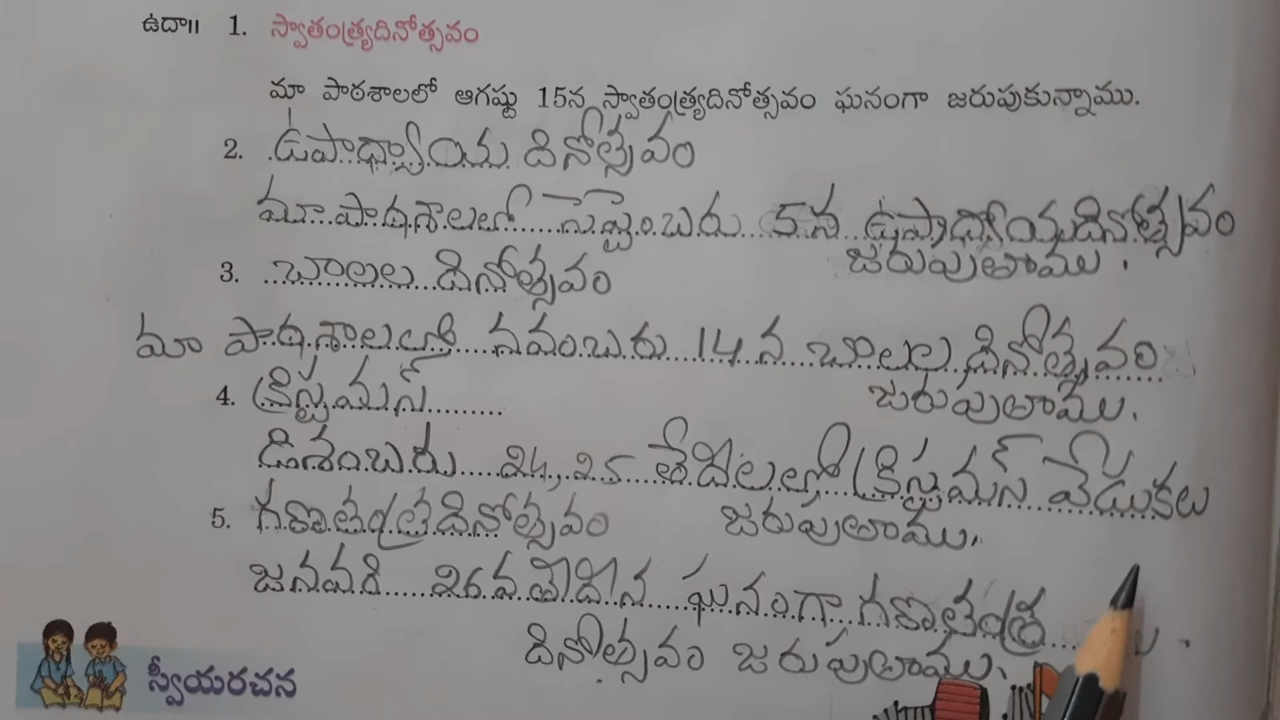 ఉదా॥ 1. స్వాతంత్ర్యదినోత్సవం
మా పాఠశాలలో ఆగష్టు 15న స్వాతంత్ర్యదినోత్సవం ఘనంగా జరుపుకున్నాము.
2. ఉపాధ్యాయ దినోత్సవం
మా పాఠశాలలో సెప్టెంబరు 5న ఉపాధ్యాయదినోత్సవం
జరుపుతాము.
3. బాలల దినోత్సవం
మా పాఠశాలలో నవంబరు 14న బాలల దినోత్సవం
జరుపుతాము.
4. క్రిస్టమస్
డిశంబరు 24,25 తేదీలలో క్రిస్టమస్ వేడుకలు
జరుపుతాము.
5. గణతంత్రదినోత్సవం
జనవరి 26వ తేదీన ఘనంగా గణతంత్ర
దినోత్సవం జరుపుతాము.
స్వీయరచన